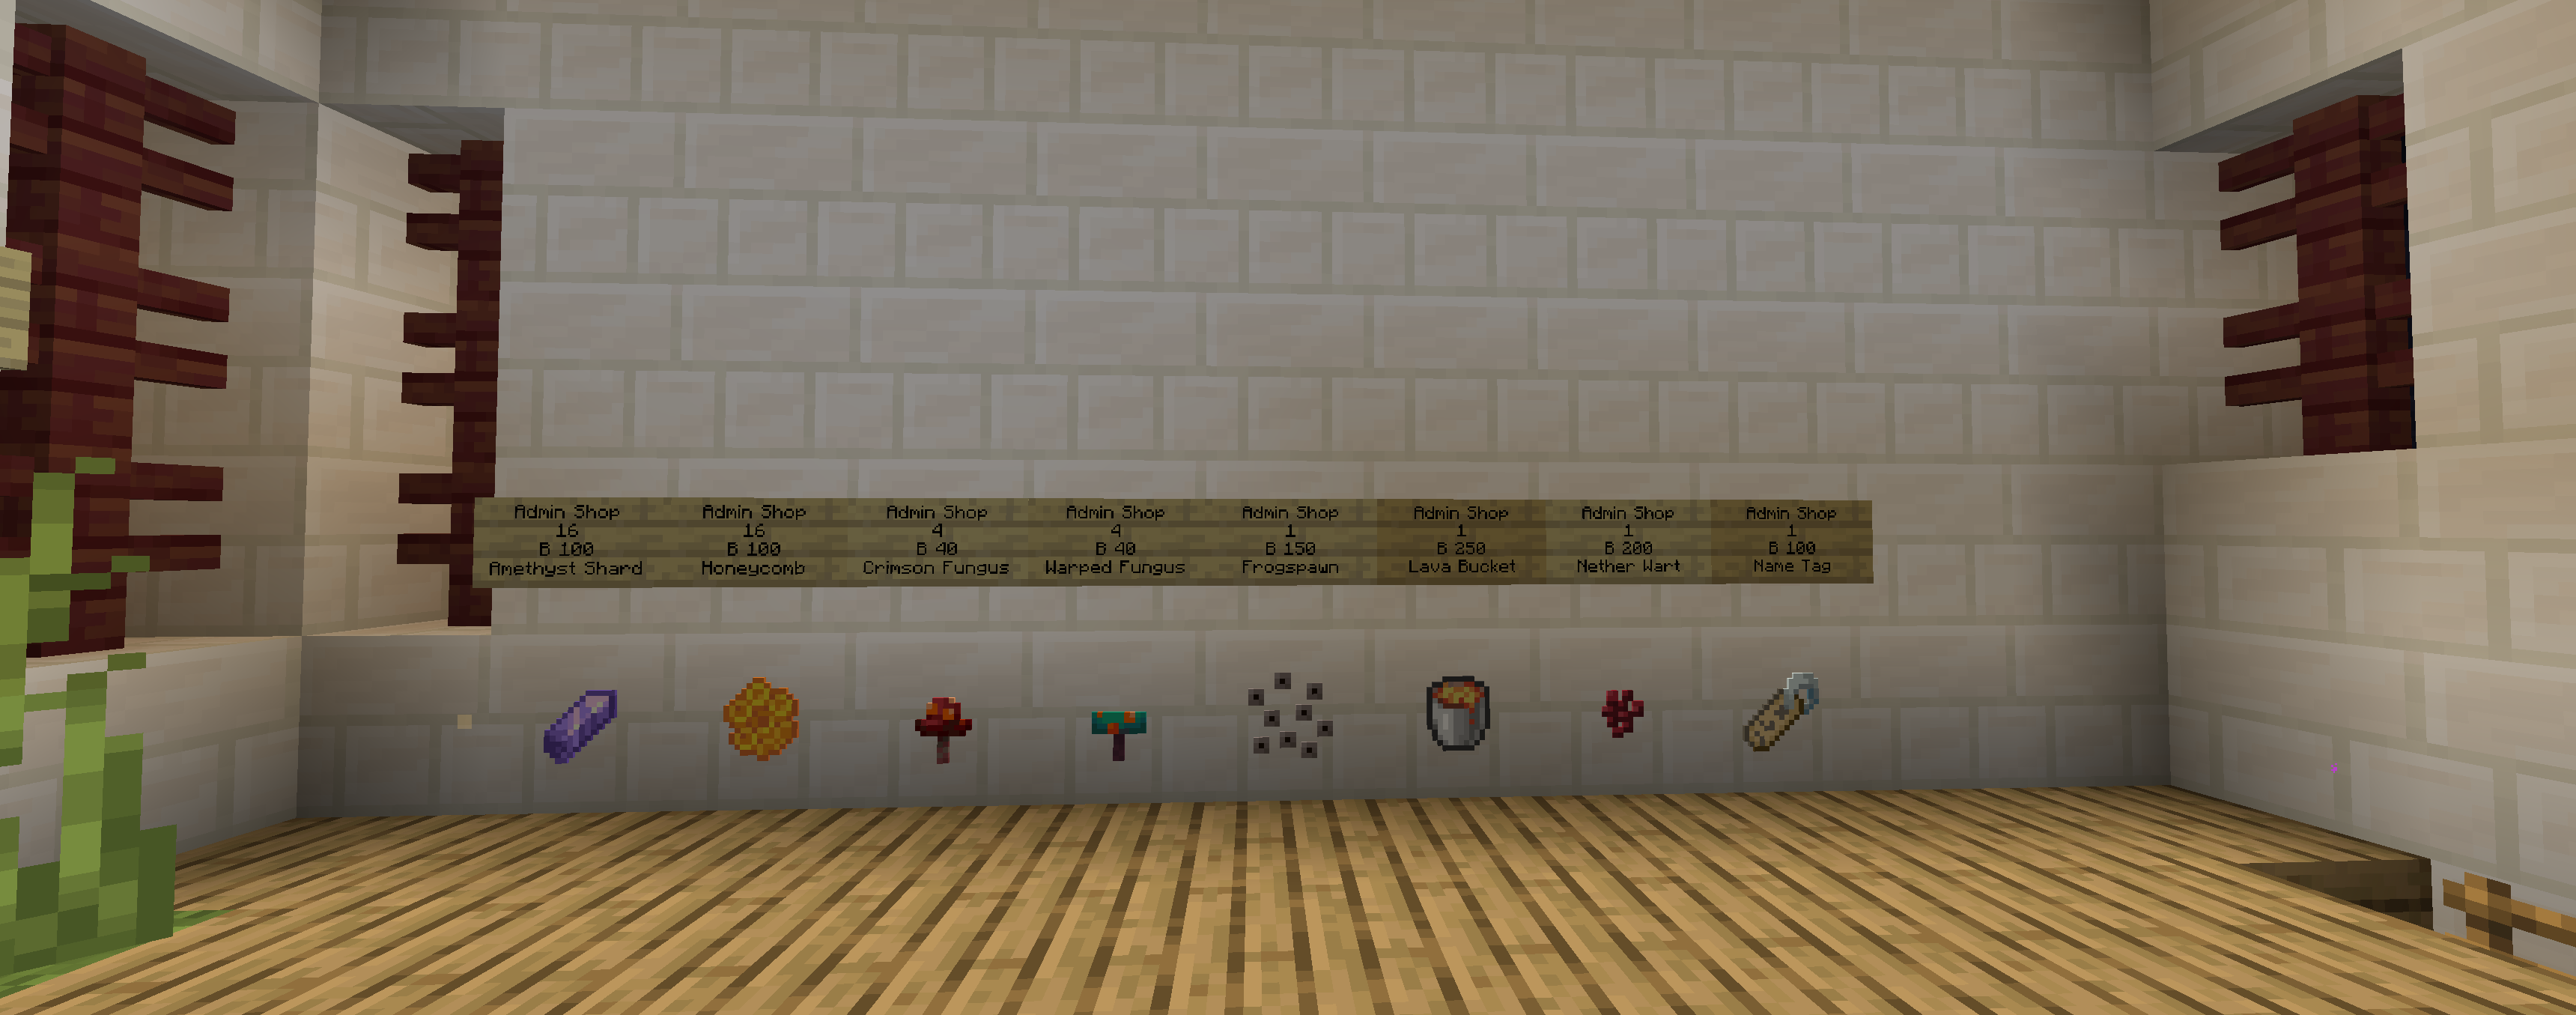 Admin Shop
16
B 100
Amethyst Shard
Admin Shop
16
B 100
Honeycomb
Admin Shop
4
B 40
Crimson Fungus
Admin Shop
4
B 40
Warped Fungus
Admin Shop
1
B 150
Frogspawn
Admin Shop
1
B 250
Lava Bucket
Admin Shop
1
B 200
Nether Wart
Admin Shop
1
B 100
Name Tag